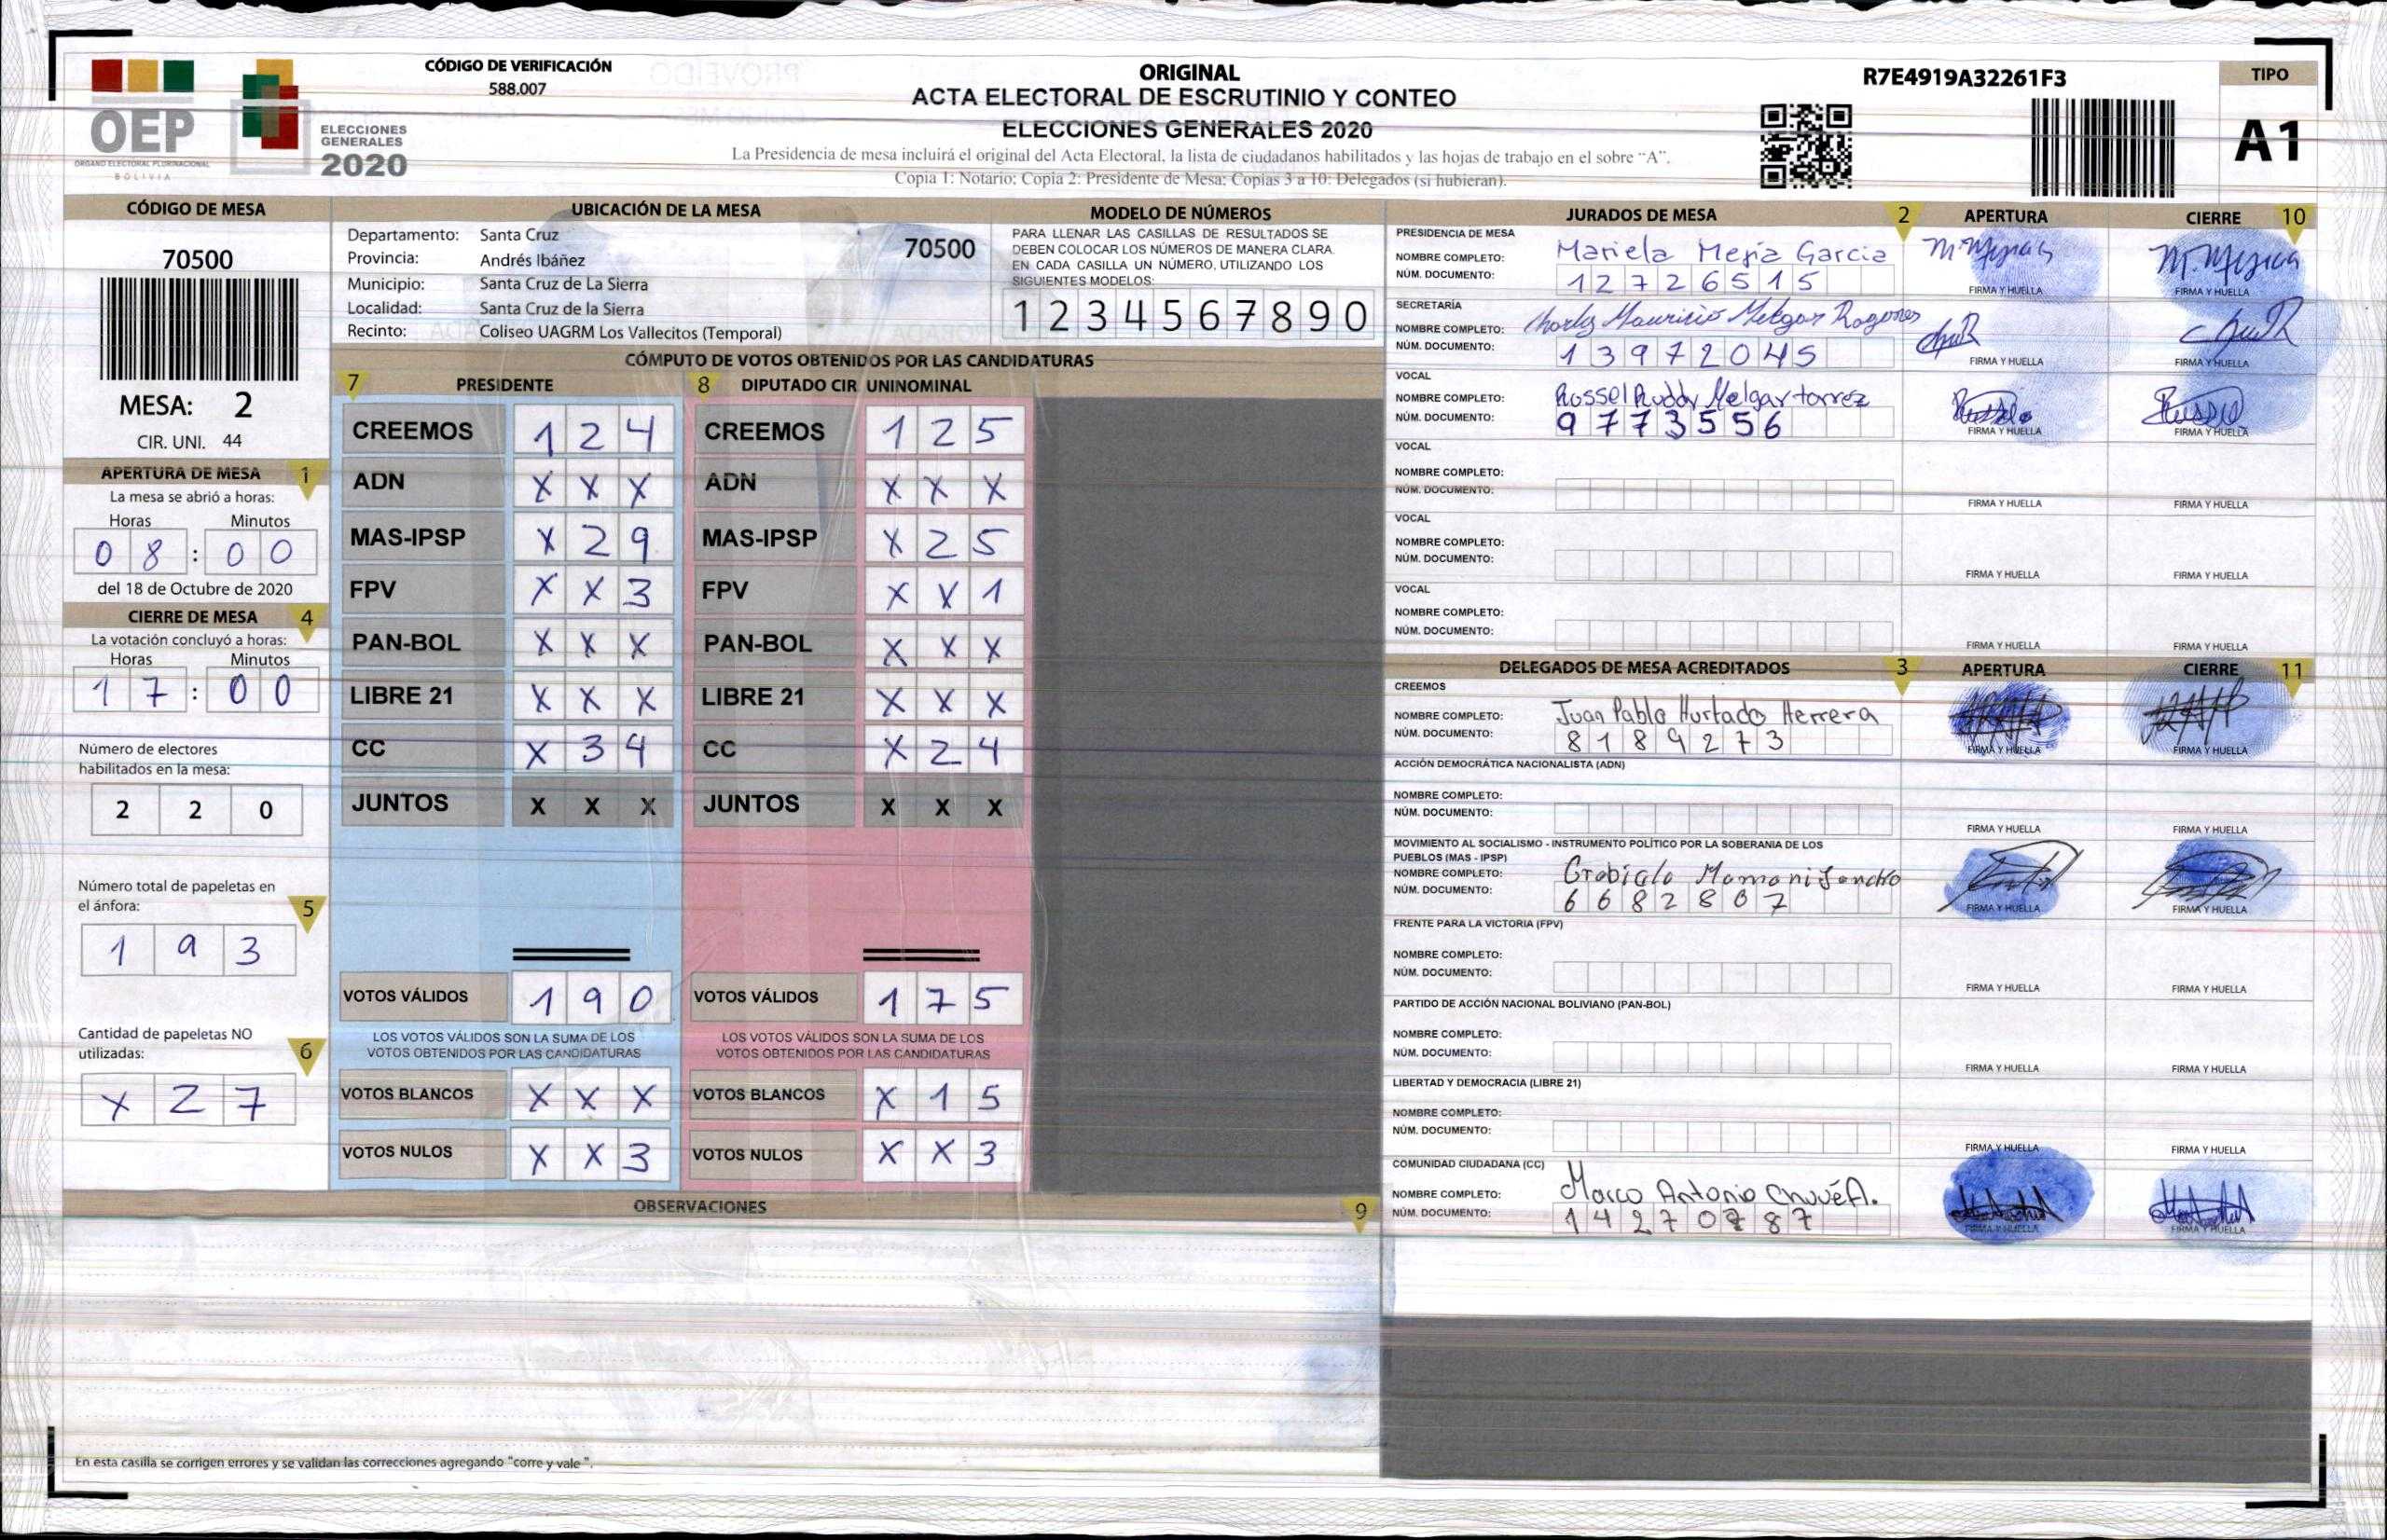 CÓDIGO DE VERIFICACIÓN
588.007
OEP
ÓRGANO ELECTORAL PLURINACIONAL
BOLIVIA
ELECCIONES
GENERALES
2020
ORIGINAL
ACTA ELECTORAL DE ESCRUTINIO Y CONTEO
ELECCIONES GENERALES 2020
La Presidencia de mesa incluirá el original del Acta Electoral, la lista de ciudadanos habilitados y las hojas de trabajo en el sobre "A".
Copia 1: Notario; Copia 2: Presidente de Mesa; Copias 3 a 10: Delegados (si hubieran).
R7E4919A32261F3
TIPO
A1
CÓDIGO DE MESA
70500
MESA: 2
CIR. UNI. 44
APERTURA DE MESA 1
La mesa se abrió a horas:
Horas Minutos
0 8 : 0 0
del 18 de Octubre de 2020
CIERRE DE MESA 4
La votación concluyó a horas:
Horas Minutos
1 7 : 0 0
Número de electores
habilitados en la mesa:
2 2 0
Número total de papeletas en
el ánfora: 5
1 9 3
Cantidad de papeletas NO
utilizadas: 6
X 2 7
UBICACIÓN DE LA MESA
Departamento: Santa Cruz
70500
Provincia: Andrés Ibáñez
Municipio: Santa Cruz de La Sierra
Localidad: Santa Cruz de la Sierra
Recinto: Coliseo UAGRM Los Vallecitos (Temporal)
MODELO DE NÚMEROS
PARA LLENAR LAS CASILLAS DE RESULTADOS SE
DEBEN COLOCAR LOS NÚMEROS DE MANERA CLARA.
EN CADA CASILLA UN NÚMERO, UTILIZANDO LOS
SIGUIENTES MODELOS:
1 2 3 4 5 6 7 8 9 0
CÓMPUTO DE VOTOS OBTENIDOS POR LAS CANDIDATURAS
7 PRESIDENTE 8 DIPUTADO CIR. UNINOMINAL
CREEMOS 1 2 4 CREEMOS 1 2 5
ADN X X X ADN X X X
MAS-IPSP X 2 9 MAS-IPSP X 2 5
FPV X X 3 FPV X X 1
PAN-BOL X X X PAN-BOL X X X
LIBRE 21 X X X LIBRE 21 X X X
CC X 3 4 CC X 2 4
JUNTOS X X X JUNTOS X X X
VOTOS VÁLIDOS 1 9 0 VOTOS VÁLIDOS 1 7 5
LOS VOTOS VÁLIDOS SON LA SUMA DE LOS LOS VOTOS VÁLIDOS SON LA SUMA DE LOS
VOTOS OBTENIDOS POR LAS CANDIDATURAS VOTOS OBTENIDOS POR LAS CANDIDATURAS
VOTOS BLANCOS X X X VOTOS BLANCOS X 1 5
VOTOS NULOS X X 3 VOTOS NULOS X X 3
OBSERVACIONES 9
En esta casilla se corrigen errores y se validan las correcciones agregando "corre y vale".
JURADOS DE MESA 2 APERTURA CIERRE 10
PRESIDENCIA DE MESA
NOMBRE COMPLETO: Mariela Mejia Garcia
NÚM. DOCUMENTO: 1 2 7 2 6 5 1 5
FIRMA Y HUELLA FIRMA Y HUELLA
SECRETARÍA
NOMBRE COMPLETO: Mauricio Melgar
NÚM. DOCUMENTO: 1 3 9 7 2 0 4 5
FIRMA Y HUELLA FIRMA Y HUELLA
VOCAL
NOMBRE COMPLETO: Rossel Ruddy Melgar torrez
NÚM. DOCUMENTO: 9 7 7 3 5 5 6
FIRMA Y HUELLA FIRMA Y HUELLA
VOCAL
NOMBRE COMPLETO:
NÚM. DOCUMENTO:
FIRMA Y HUELLA FIRMA Y HUELLA
VOCAL
NOMBRE COMPLETO:
NÚM. DOCUMENTO:
FIRMA Y HUELLA FIRMA Y HUELLA
VOCAL
NOMBRE COMPLETO:
NÚM. DOCUMENTO:
FIRMA Y HUELLA FIRMA Y HUELLA
DELEGADOS DE MESA ACREDITADOS 3 APERTURA CIERRE 11
CREEMOS
NOMBRE COMPLETO: Juan Pablo Hurtado Herrera
NÚM. DOCUMENTO: 8 1 8 9 2 7 3
FIRMA Y HUELLA FIRMA Y HUELLA
ACCIÓN DEMOCRÁTICA NACIONALISTA (ADN)
NOMBRE COMPLETO:
NÚM. DOCUMENTO:
FIRMA Y HUELLA FIRMA Y HUELLA
MOVIMIENTO AL SOCIALISMO - INSTRUMENTO POLÍTICO POR LA SOBERANIA DE LOS
PUEBLOS (MAS - IPSP)
NOMBRE COMPLETO: Mamani
NÚM. DOCUMENTO: 6 6 8 2 8 0 7
FIRMA Y HUELLA FIRMA Y HUELLA
FRENTE PARA LA VICTORIA (FPV)
NOMBRE COMPLETO:
NÚM. DOCUMENTO:
FIRMA Y HUELLA FIRMA Y HUELLA
PARTIDO DE ACCIÓN NACIONAL BOLIVIANO (PAN-BOL)
NOMBRE COMPLETO:
NÚM. DOCUMENTO:
FIRMA Y HUELLA FIRMA Y HUELLA
LIBERTAD Y DEMOCRACIA (LIBRE 21)
NOMBRE COMPLETO:
NÚM. DOCUMENTO:
FIRMA Y HUELLA FIRMA Y HUELLA
COMUNIDAD CIUDADANA (CC)
NOMBRE COMPLETO: Marco Antonio Chuvé A.
NÚM. DOCUMENTO: 1 4 2 7 0 7 8 7
FIRMA Y HUELLA FIRMA Y HUELLA